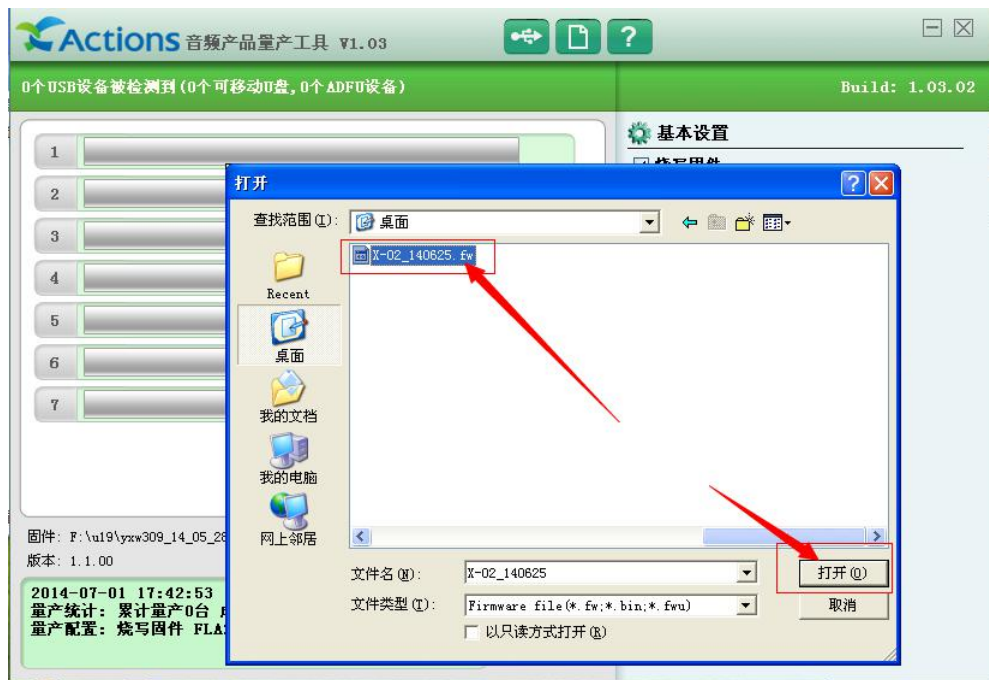 Actions 音频产品量产工具 V1.03
?
0个USB设备被检测到(0个可移动U盘,0个ADFU设备)
Build: 1.03.02
基本设置
烧写固件
1
2
3
4
5
6
7
打开
查找范围(I):
桌面
X-02_140625.fw
Recent
桌面
我的文档
我的电脑
网上邻居
文件名(N):
X-02_140625
打开(O)
文件类型(T):
Firmware file(*.fw;*.bin;*.fwu)
取消
以只读方式打开(R)
固件: F:\u19\yxw309_14_05_28
版本: 1.1.00
2014-07-01 17:42:53
量产统计: 累计量产0台
量产配置: 烧写固件 FLA